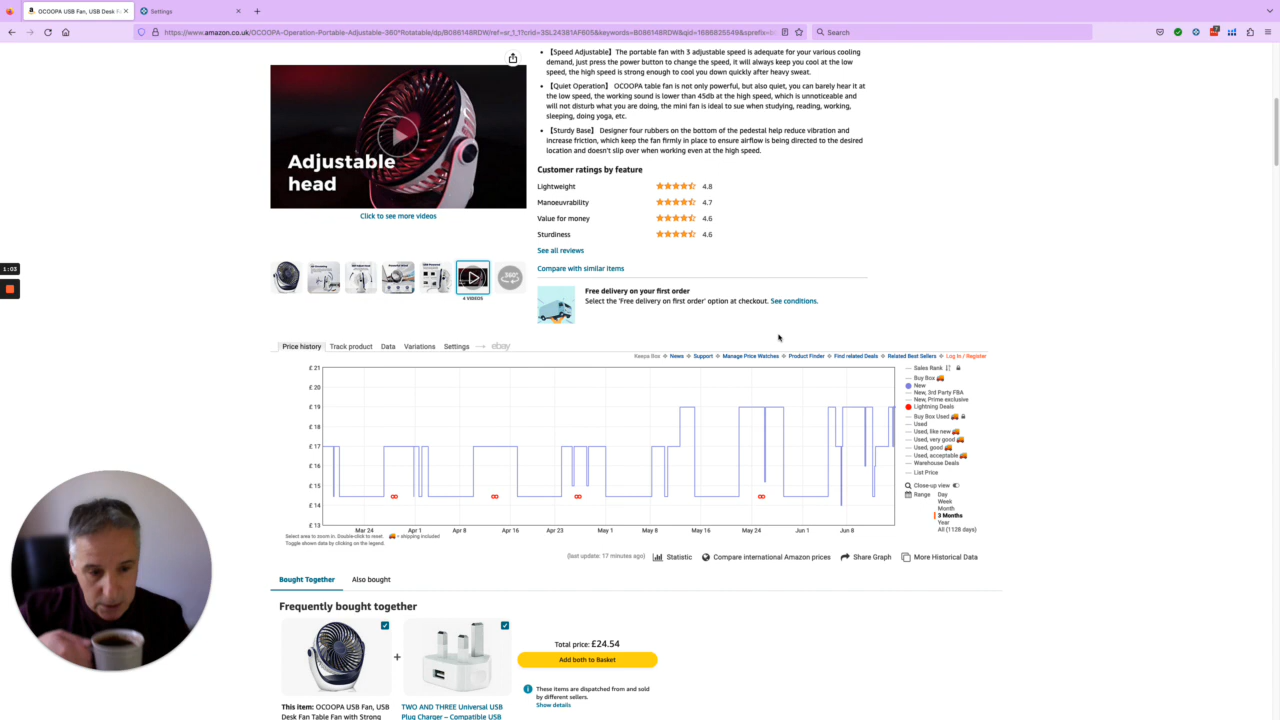 OCOOPA USB Fan, USB Desk F
Settings
https://www.amazon.co.uk/OCOOPA-Operation-Portable-Adjustable-360°Rotatable/dp/B086148RDW/ref=sr_1_1?crid=3SL24381AF605&keywords=B086148RDW&qid=1686825549&sprefix=
Search
【Speed Adjustable】 The portable fan with 3 adjustable speed is adequate for your various cooling
demand, just press the power button to change the speed, it will always keep you cool at the low
speed, the high speed is strong enough to cool you down quickly after heavy sweat.
【Quiet Operation】 OCOOPA table fan is not only powerful, but also quiet, you can barely hear it at
the low speed, the working sound is lower than 45db at the high speed, which is unnoticeable and
will not disturb what you are doing, the mini fan is ideal to sue when studying, reading, working,
sleeping, doing yoga, etc.
【Sturdy Base】 Designer four rubbers on the bottom of the pedestal help reduce vibration and
increase friction, which keep the fan firmly in place to ensure airflow is being directed to the desired
location and doesn't slip over when working even at the high speed.
Adjustable
head
Click to see more videos
4 VIDEOS
360°
Customer ratings by feature
Lightweight 4.8
Manoeuvrability 4.7
Value for money 4.6
Sturdiness 4.6
See all reviews
Compare with similar items
Free delivery on your first order
Select the 'Free delivery on first order' option at checkout. See conditions.
1:03
Price history Track product Data Variations Settings ebay
Keepa Box News Support Manage Price Watches Product Finder Find related Deals Related Best Sellers Log In / Register
£ 21
£ 20
£ 19
£ 18
£ 17
£ 16
£ 15
£ 14
£ 13
Mar 24 Apr 1 Apr 8 Apr 16 Apr 23 May 1 May 8 May 16 May 24 Jun 1 Jun 8
Sales Rank
Buy Box
New
New, 3rd Party FBA
New, Prime exclusive
Lightning Deals
Buy Box Used
Used
Used, like new
Used, very good
Used, good
Used, acceptable
Warehouse Deals
List Price
Close-up view
Range Day
Week
Month
3 Months
Year
All (1128 days)
Select area to zoom in. Double-click to reset. = shipping included
Toggle shown data by clicking on the legend.
(last update: 17 minutes ago) Statistic Compare international Amazon prices Share Graph More Historical Data
Bought Together Also bought
Frequently bought together
Total price: £24.54
Add both to Basket
These items are dispatched from and sold
by different sellers.
Show details
This item: OCOOPA USB Fan, USB
Desk Fan Table Fan with Strong
TWO AND THREE Universal USB
Plug Charger – Compatible USB